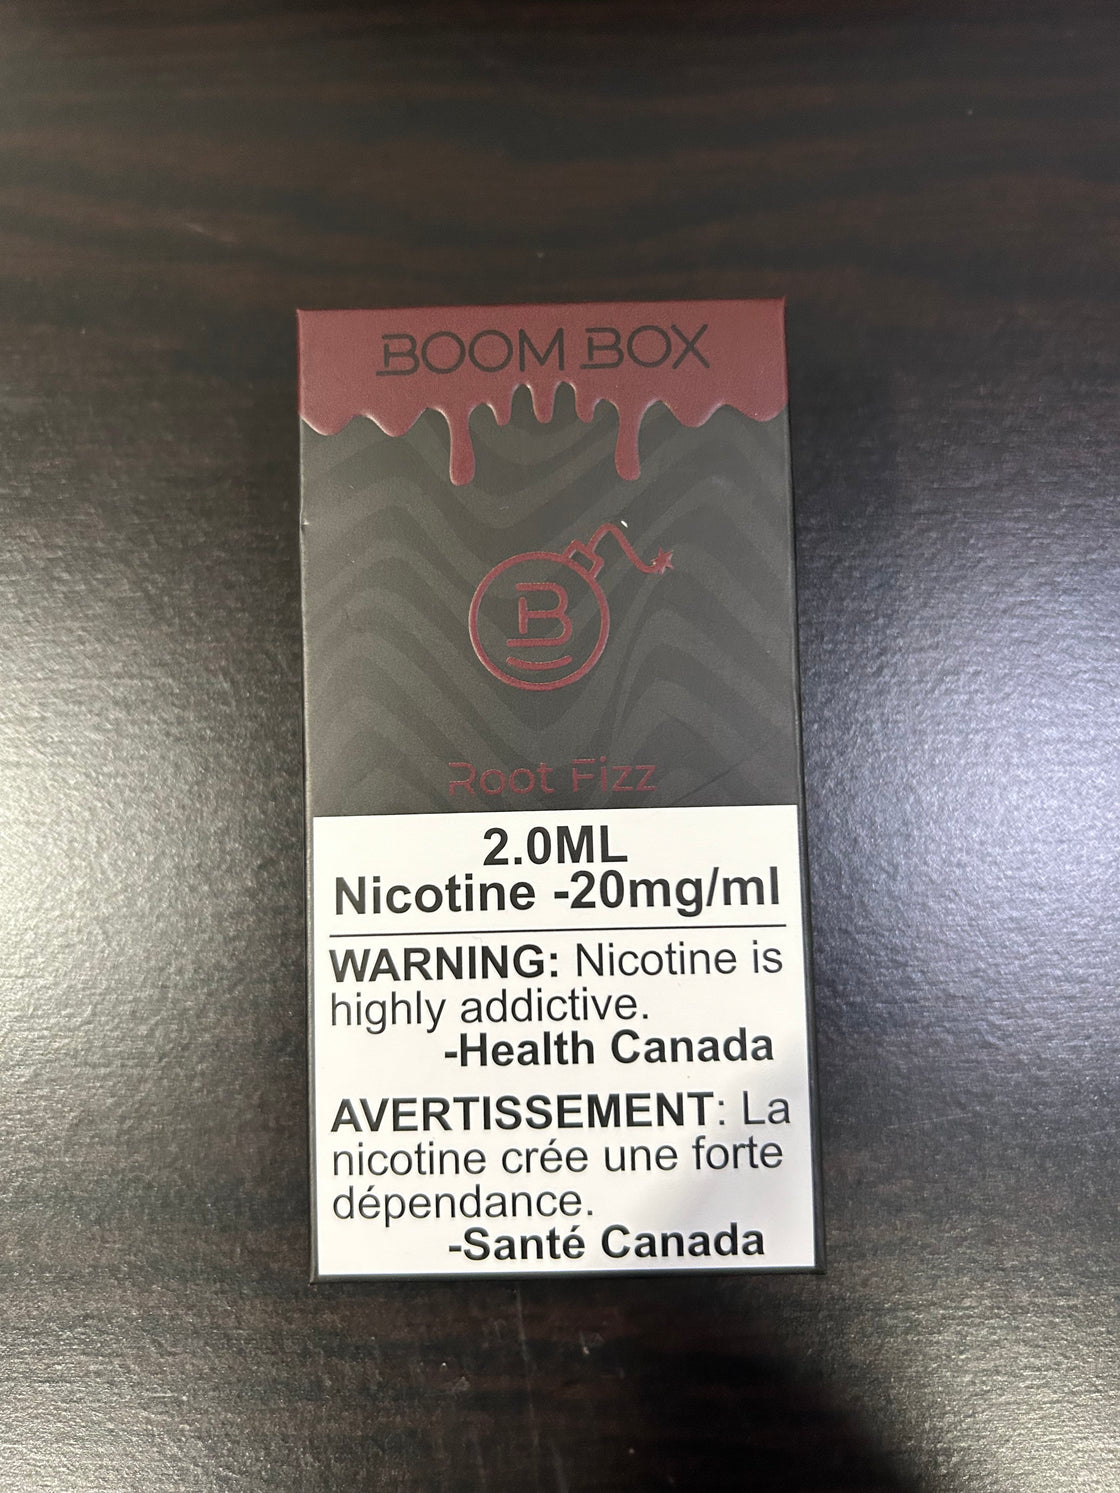 BOOM BOX
B
Root Fizz
2.0ML
Nicotine -20mg/ml
WARNING: Nicotine is
highly addictive.
-Health Canada
AVERTISSEMENT: La
nicotine crée une forte
dépendance.
-Santé Canada